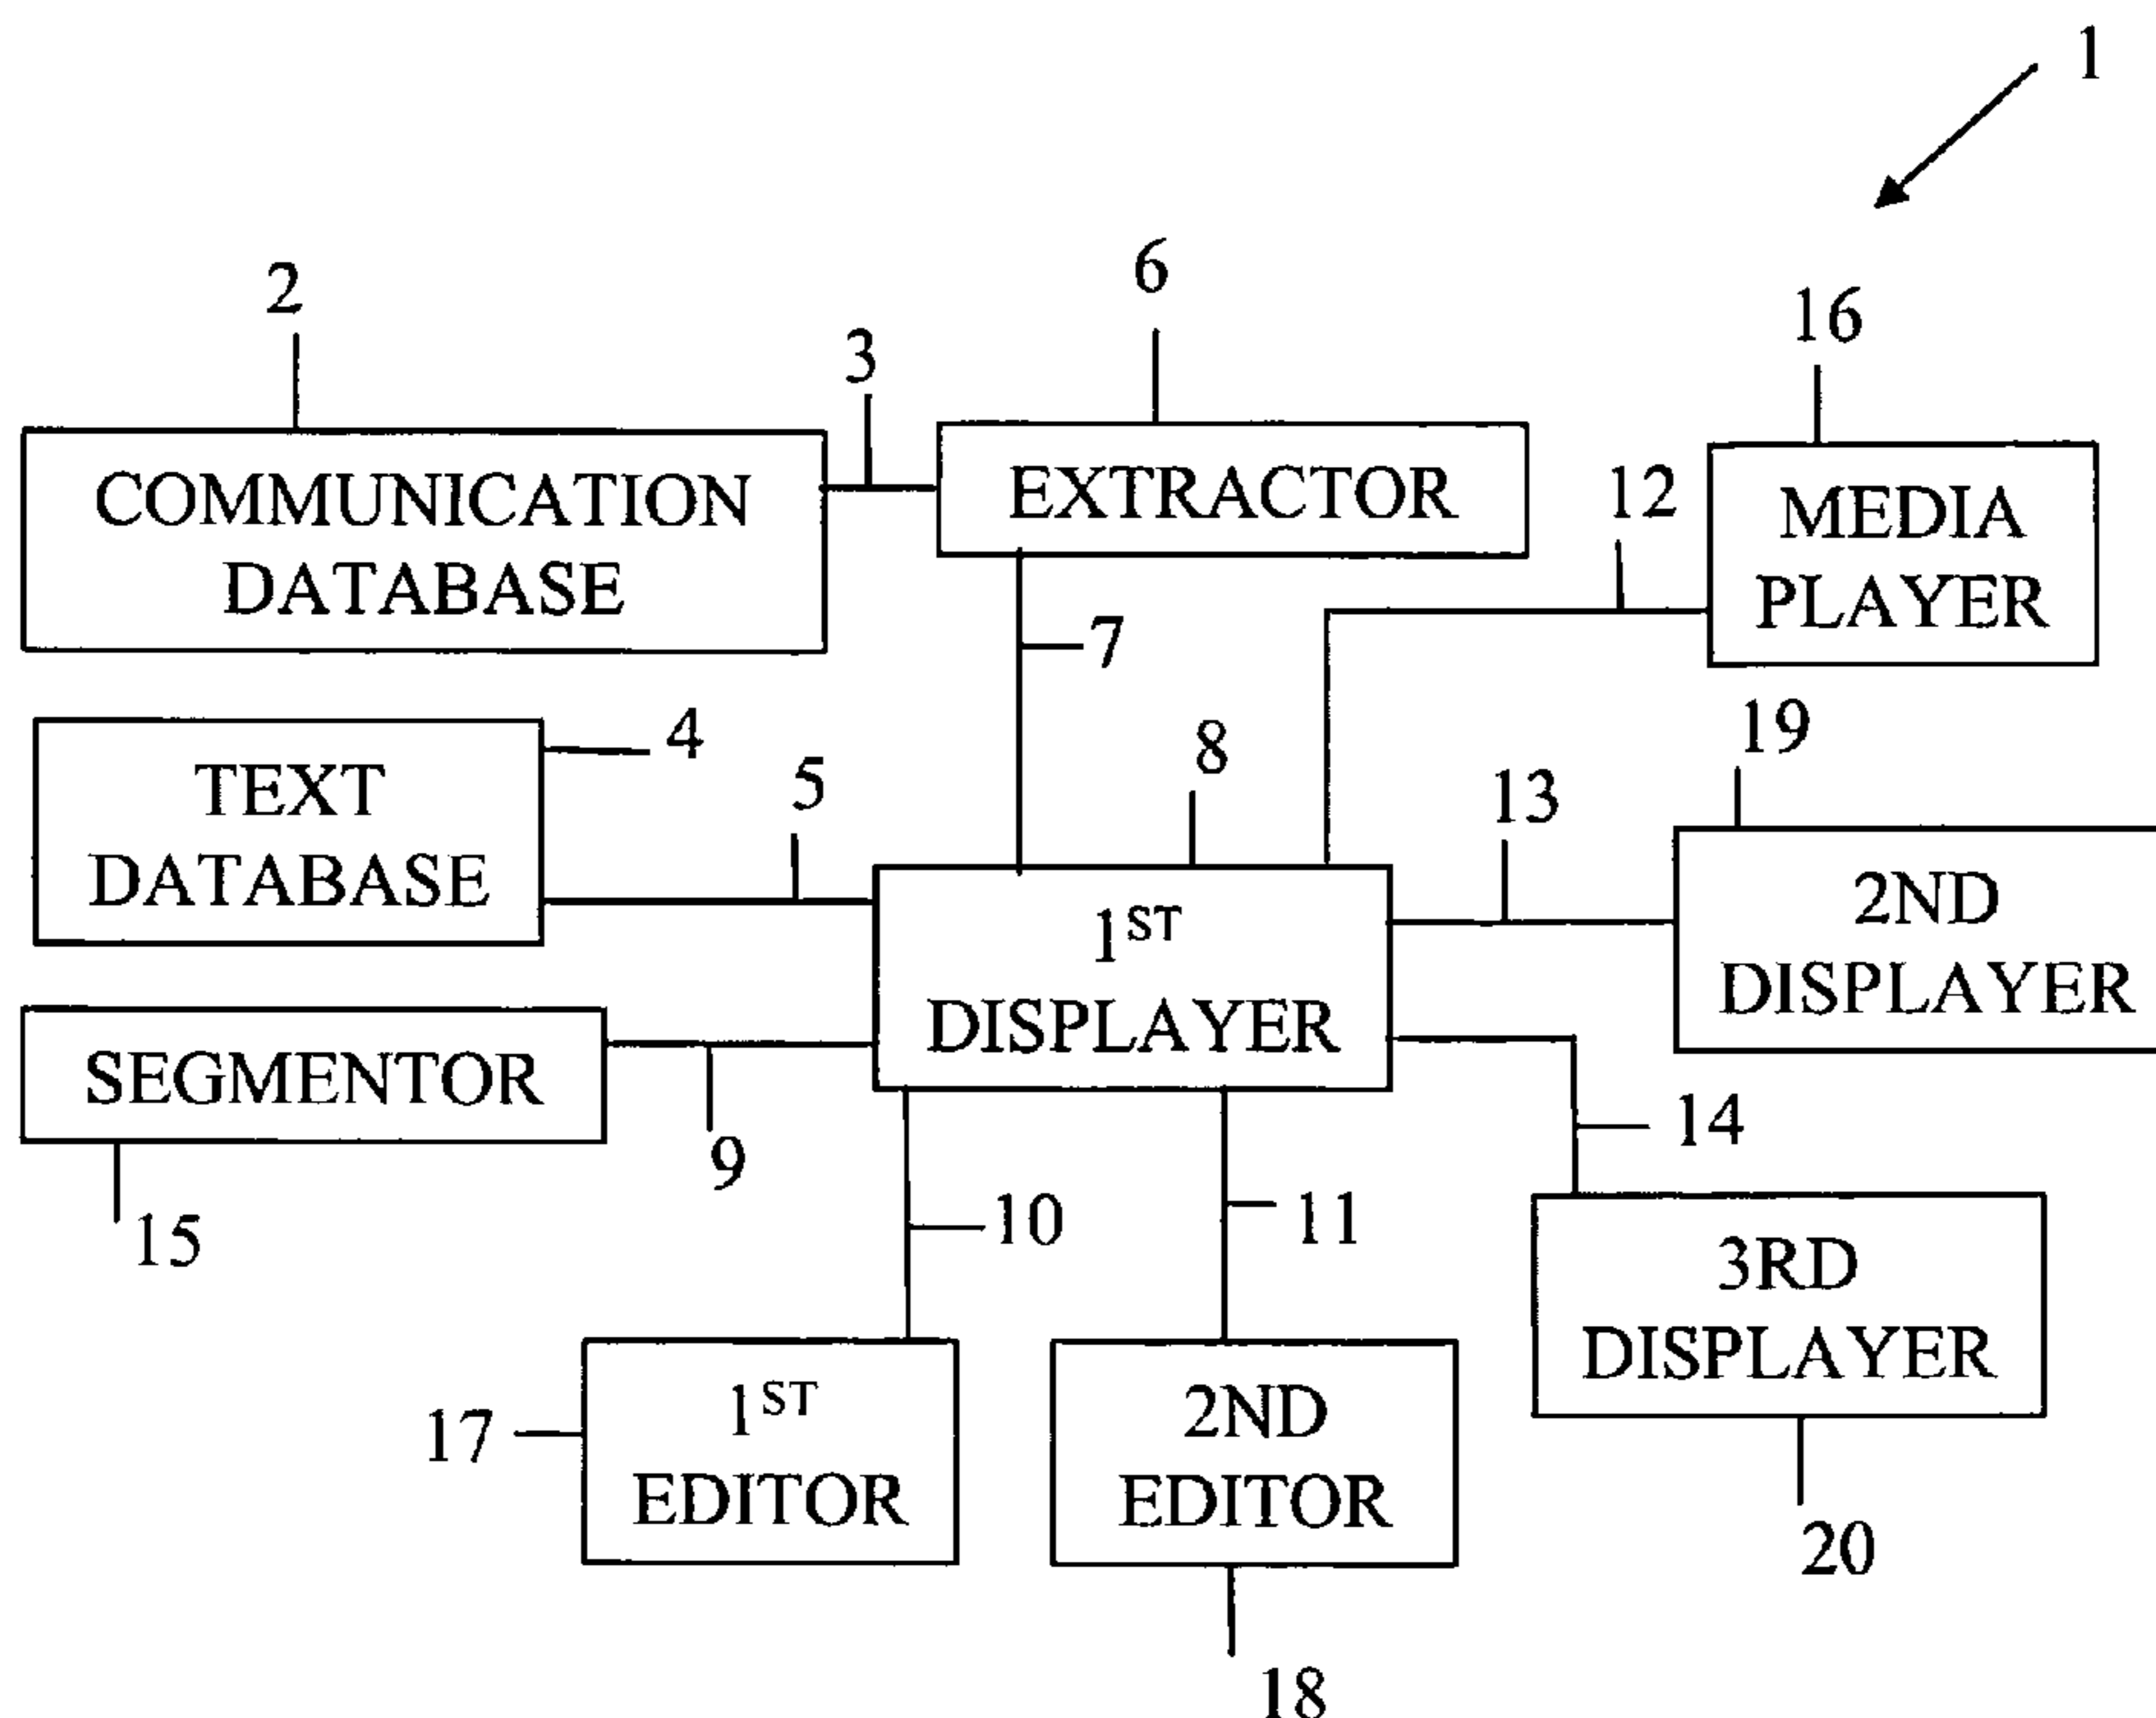 1
2
3
6
16
COMMUNICATION
DATABASE
EXTRACTOR
12
MEDIA
PLAYER
7
4
TEXT
DATABASE
5
8
13
19
1ST
DISPLAYER
2ND
DISPLAYER
SEGMENTOR
9
15
10
11
14
3RD
DISPLAYER
20
17
1ST
EDITOR
2ND
EDITOR
18